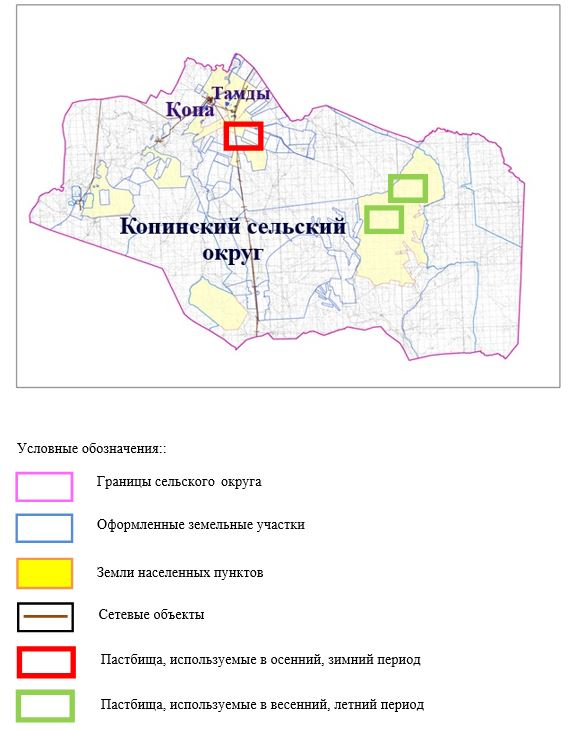 Тамды
Қопа
Копинский сельский
округ
Условные обозначения::
Границы сельского округа
Оформленные земельные участки
Земли населенных пунктов
Сетевые объекты
Пастбища, используемые в осенний, зимний период
Пастбища, используемые в весенний, летний период